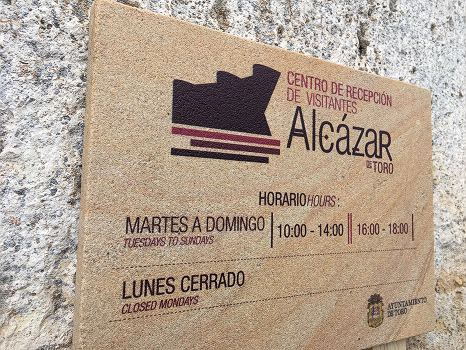 CENTRO DE RECEPCIÓN
DE VISITANTES
Alcázar
DE TORO
HORARIO HOURS:
MARTES A DOMINGO 10:00 - 14:00 16:00 - 18:00
TUESDAYS TO SUNDAYS
LUNES CERRADO
CLOSED MONDAYS
AYUNTAMIENTO
DE TORO